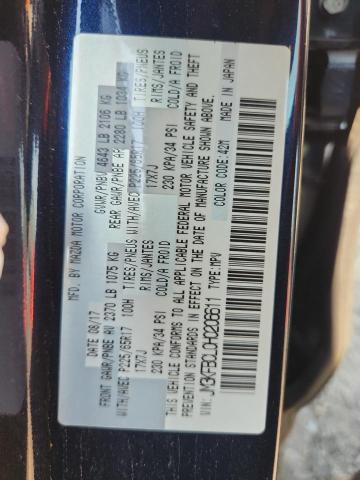 MFD. BY MAZDA MOTOR CORPORATION
DATE 08/17 GVWR/PNBV 4643 LB 2106 KG
FRONT GAWR/PNBE AV 2370 LB 1075 KG REAR GAWR/PNBE AR 2280 LB 1034 KG
WITH/AVEC P225/65R17 100H TIRES/PNEUS WITH/AVEC P225/65R17 100H TIRES/PNEUS
17X7J RIMS/JANTES 17X7J RIMS/JANTES
230 KPA/34 PSI COLD/A FROID 230 KPA/34 PSI COLD/A FROID
THIS VEHICLE CONFORMS TO ALL APPLICABLE FEDERAL MOTOR VEHICLE SAFETY AND THEFT
PREVENTION STANDARDS IN EFFECT ON THE DATE OF MANUFACTURE SHOWN ABOVE.
VIN: JM3KFBCL0H0206611 TYPE:MPV COLOR CODE:42M MADE IN JAPAN